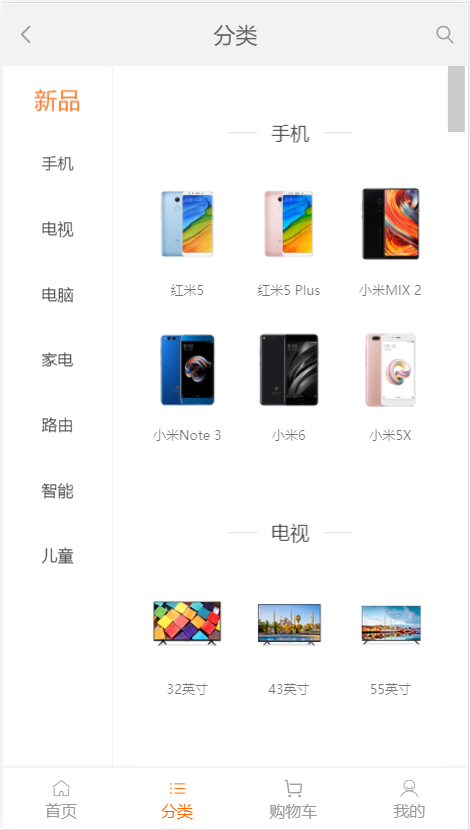 分类
新品
手机
电视
电脑
家电
路由
智能
儿童
手机
红米5
红米5 Plus
小米MIX 2
小米Note 3
小米6
小米5X
电视
32英寸
43英寸
55英寸
首页
分类
购物车
我的